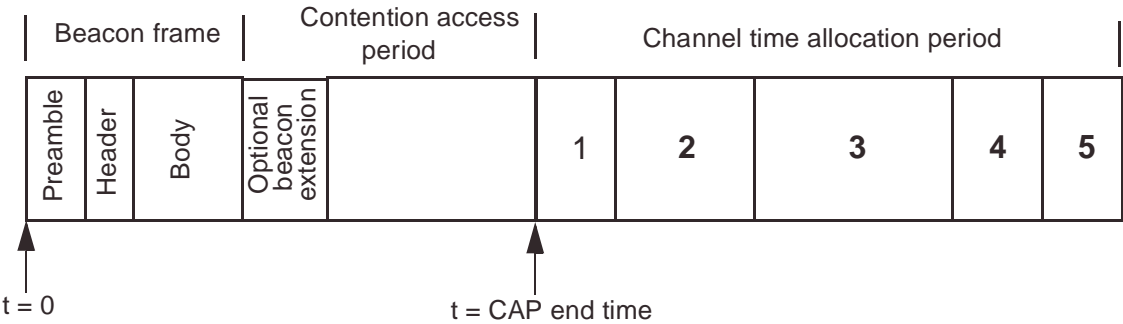 Beacon frame
Contention access
period
Channel time allocation period
Preamble
Header
Body
Optional
beacon
extension
1
2
3
4
5
t = 0
t = CAP end time